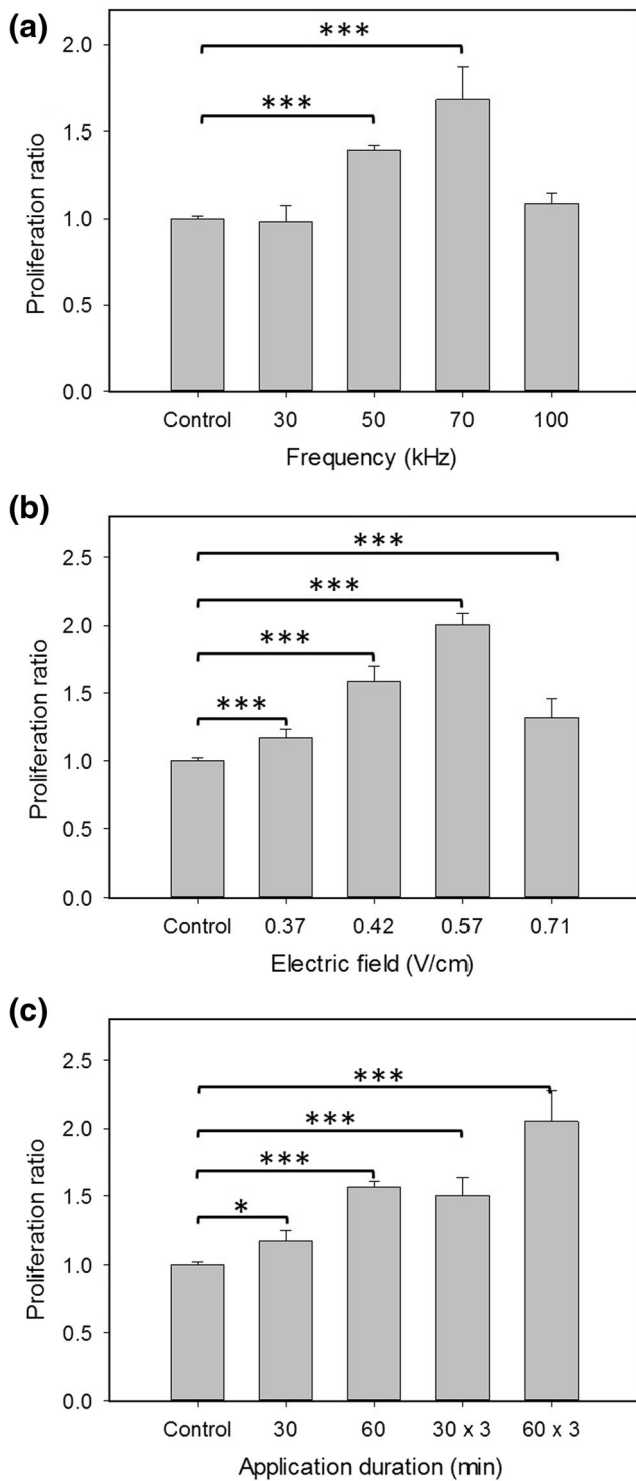 (a)
2.0
1.5
1.0
0.5
0.0
Proliferation ratio
***
***
Control 30 50 70 100
Frequency (kHz)
(b)
2.5
2.0
1.5
1.0
0.5
0.0
Proliferation ratio
***
***
***
***
Control 0.37 0.42 0.57 0.71
Electric field (V/cm)
(c)
2.5
2.0
1.5
1.0
0.5
0.0
Proliferation ratio
***
***
***
*
Control 30 60 30 x 3 60 x 3
Application duration (min)